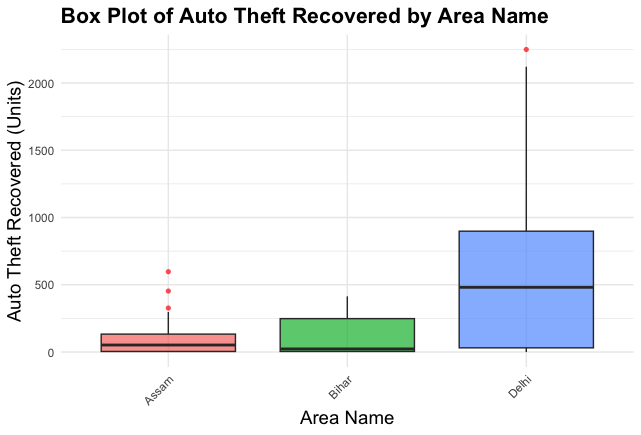 Box Plot of Auto Theft Recovered by Area Name
Auto Theft Recovered (Units)
2000
1500
1000
500
0
Assam
Bihar
Delhi
Area Name